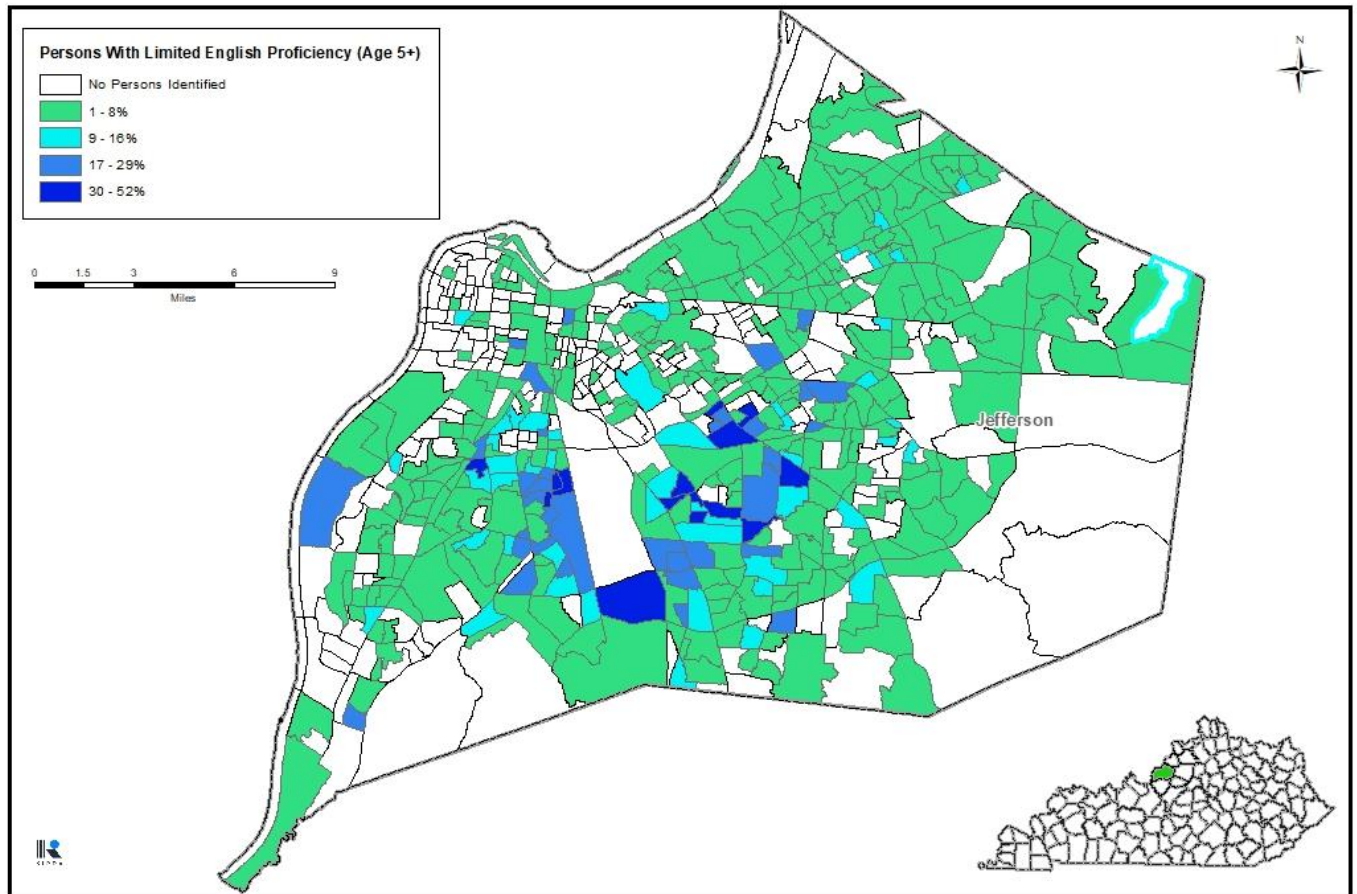 Persons With Limited English Proficiency (Age 5+)
No Persons Identified
1 - 8%
9 - 16%
17 - 29%
30 - 52%
N
0 1.5 3 6 9
Miles
Jefferson